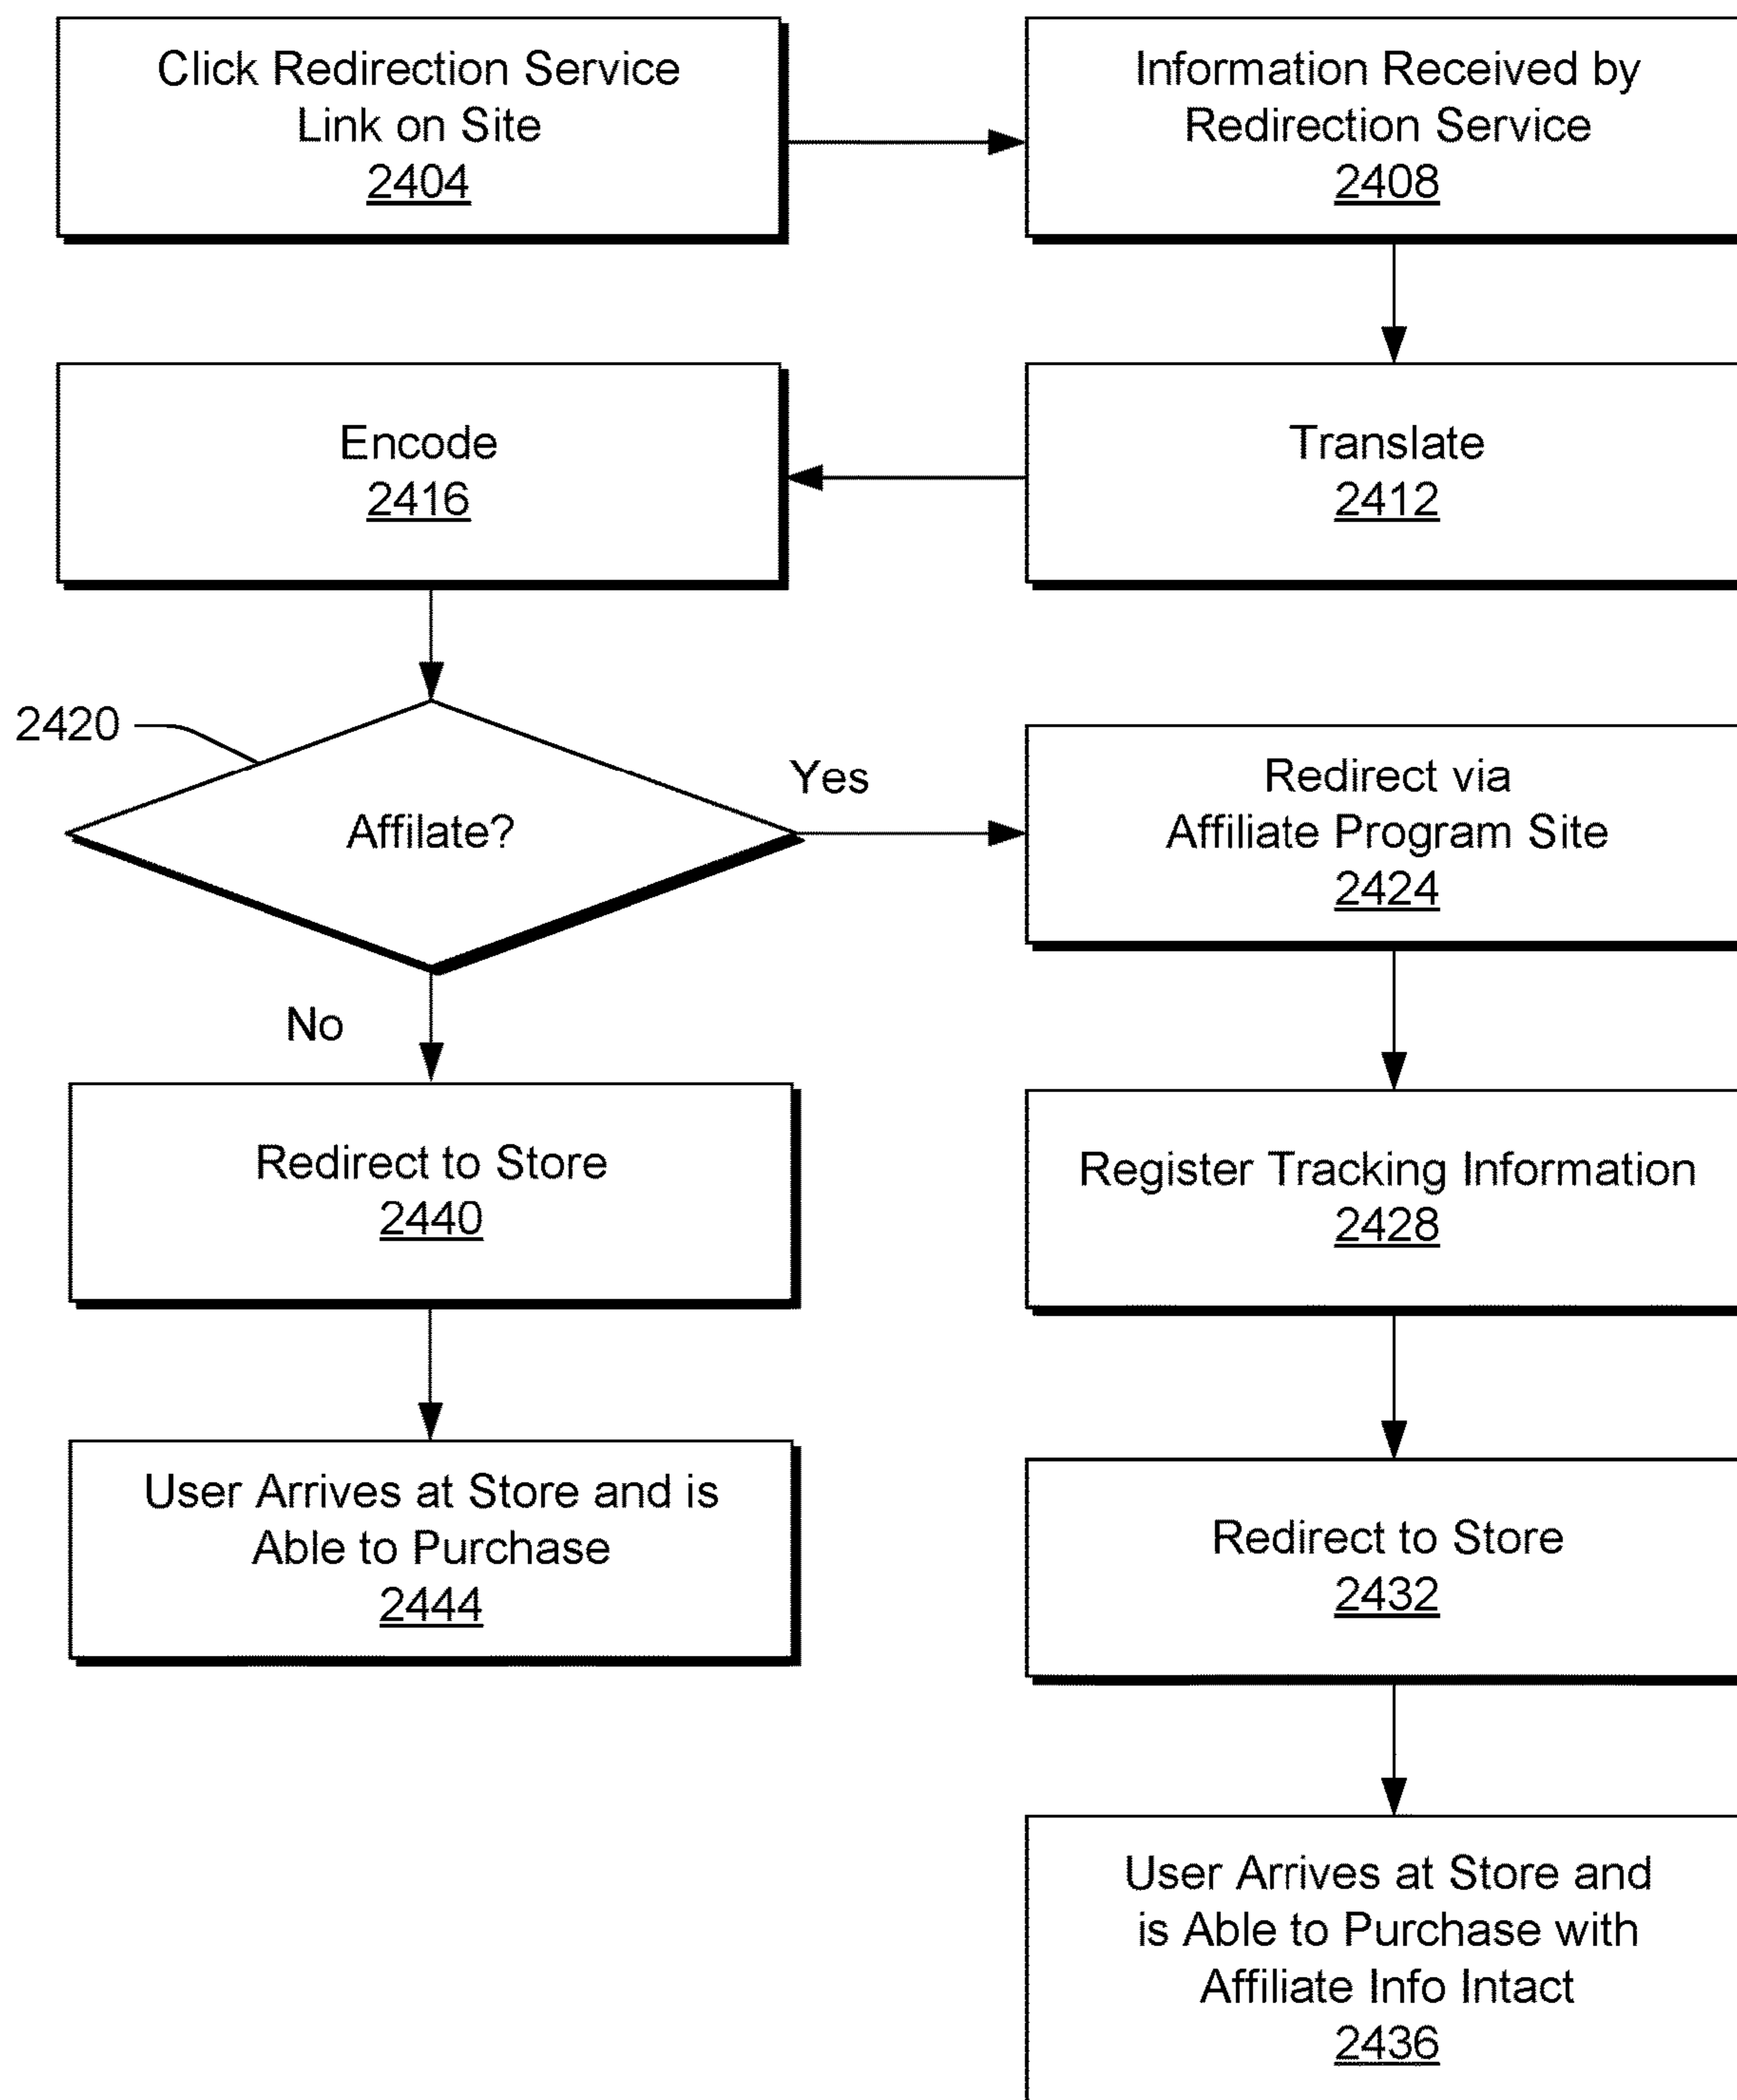 Click Redirection Service
Link on Site
2404
Information Received by
Redirection Service
2408
Encode
2416
Translate
2412
2420
Affilate?
Yes
Redirect via
Affiliate Program Site
2424
No
Redirect to Store
2440
Register Tracking Information
2428
User Arrives at Store and is
Able to Purchase
2444
Redirect to Store
2432
User Arrives at Store and
is Able to Purchase with
Affiliate Info Intact
2436